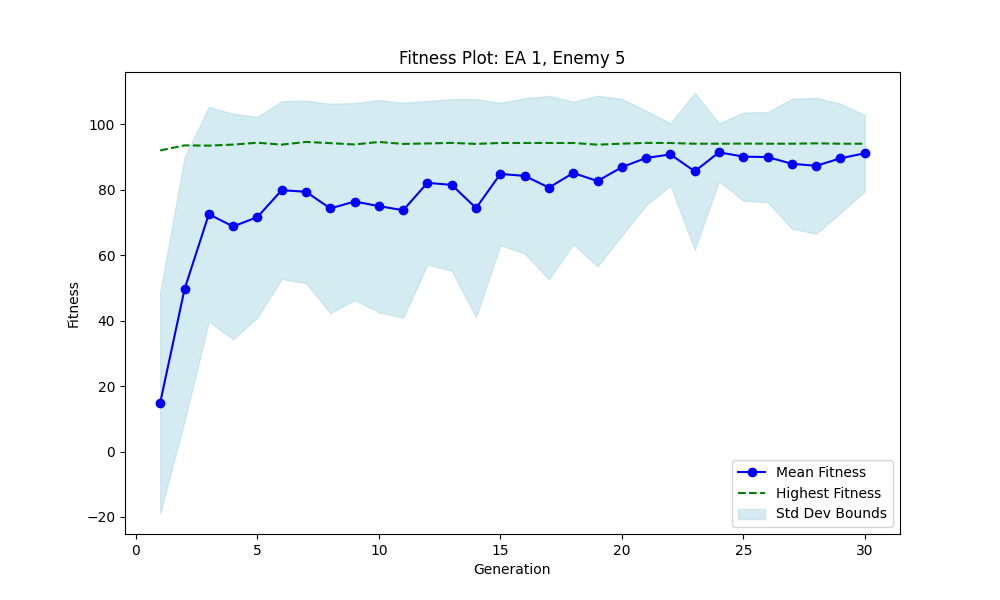 Fitness Plot: EA 1, Enemy 5
100
80
60
40
20
0
−20
Fitness
0 5 10 15 20 25 30
Generation
Mean Fitness
Highest Fitness
Std Dev Bounds